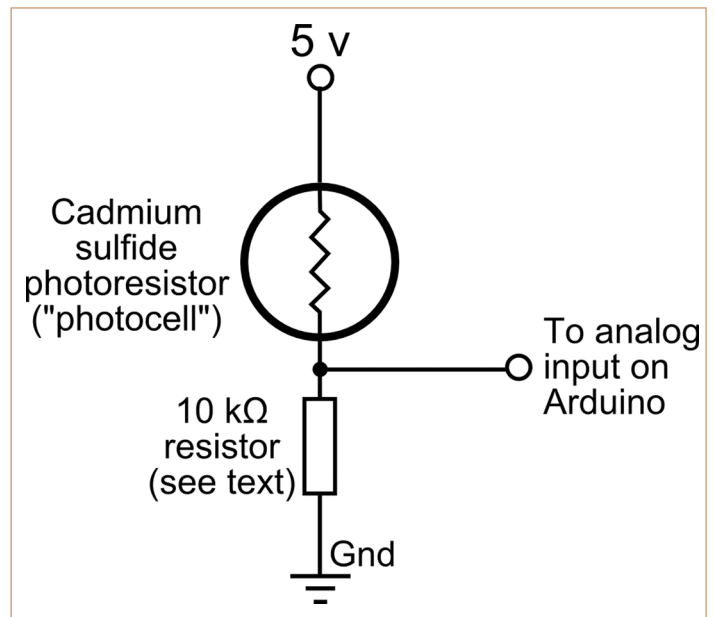 5 v
Cadmium
sulfide
photoresistor
("photocell")
To analog
input on
Arduino
10 kΩ
resistor
(see text)
Gnd